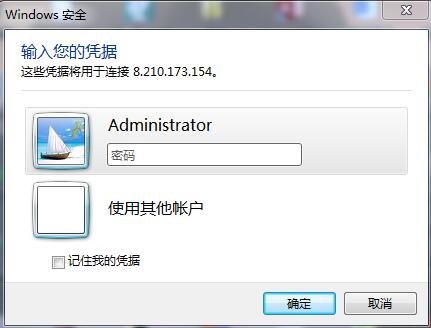 Windows 安全
输入您的凭据
这些凭据将用于连接 8.210.173.154。
Administrator
密码
使用其他帐户
记住我的凭据
确定
取消